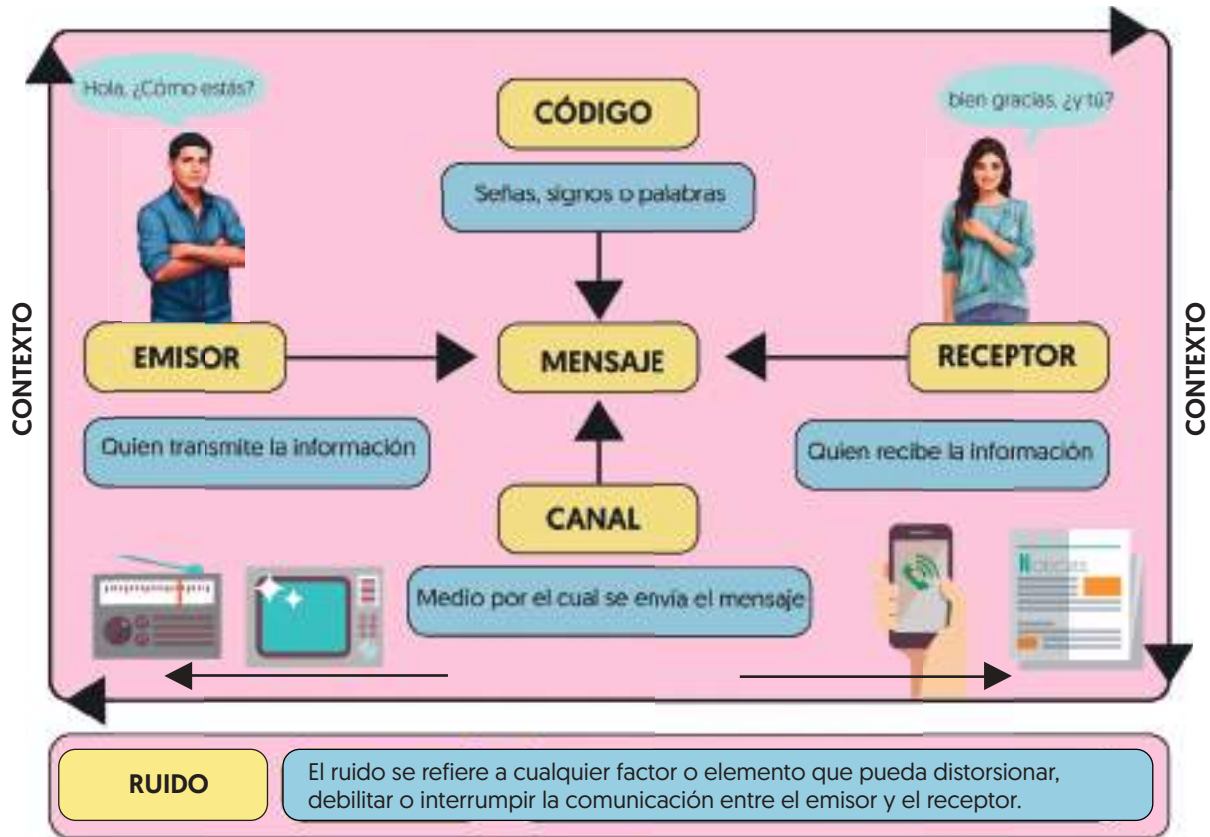 Hola, ¿Cómo estás?
CÓDIGO
bien gracias, ¿y tú?
Señas, signos o palabras
CONTEXTO
EMISOR
MENSAJE
RECEPTOR
CONTEXTO
Quien transmite la información
Quien recibe la información
CANAL
Medio por el cual se envía el mensaje
Noticias
RUIDO
El ruido se refiere a cualquier factor o elemento que pueda distorsionar,
debilitar o interrumpir la comunicación entre el emisor y el receptor.